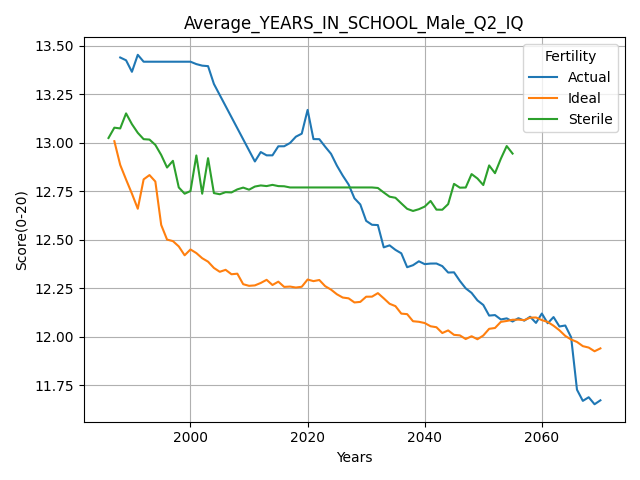 Average_YEARS_IN_SCHOOL_Male_Q2_IQ
Fertility
Actual
Ideal
Sterile
Score(0-20)
13.50
13.25
13.00
12.75
12.50
12.25
12.00
11.75
2000
2020
2040
2060
Years